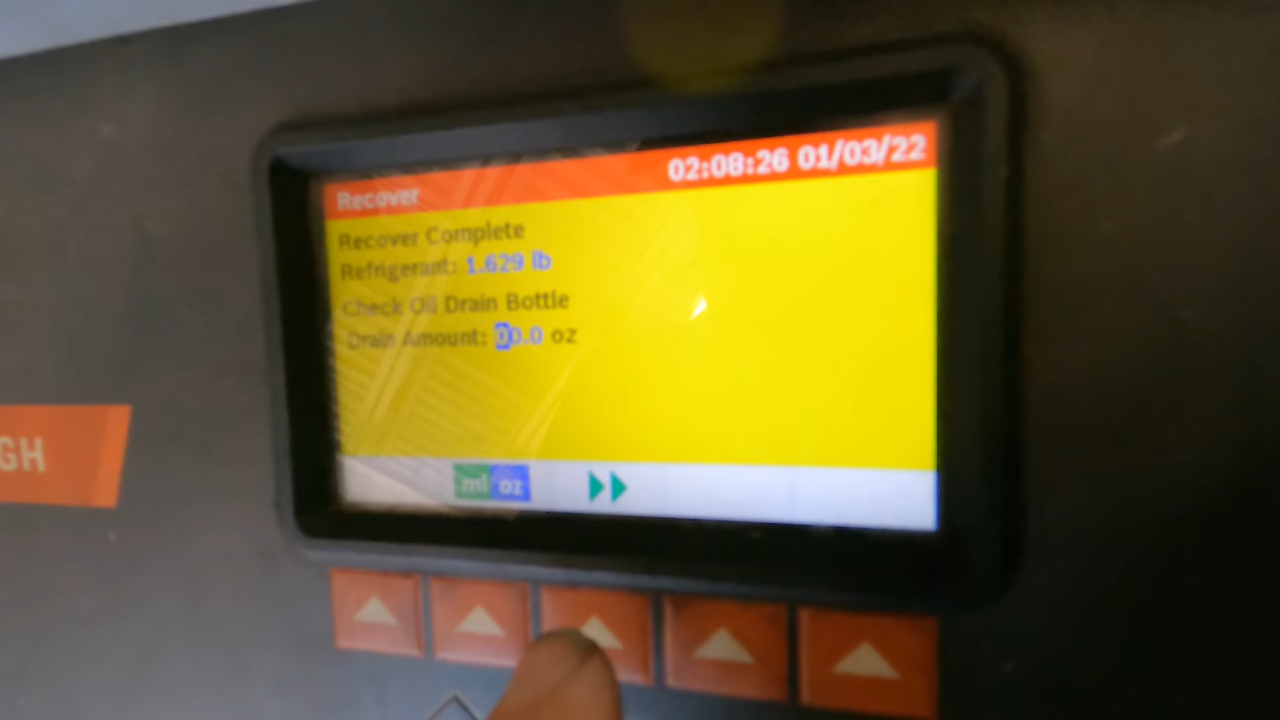 Recover 02:08:26 01/03/22
Recover Complete
Refrigerant: 1.629 lb
Check Oil Drain Bottle
Drain Amount: 00.0 oz
ml oz
GH